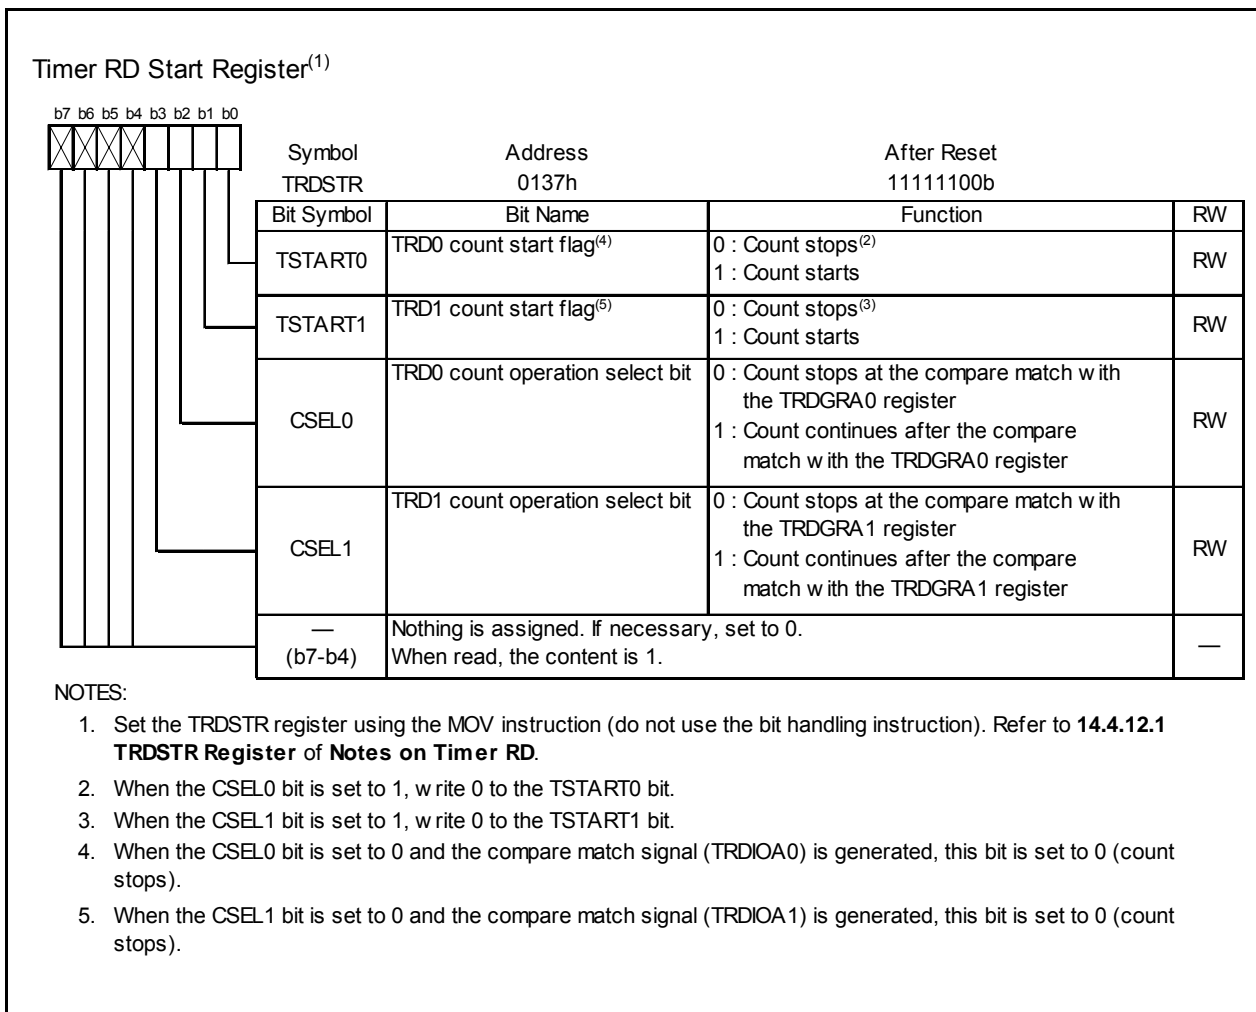 Timer RD Start Register(1)
b7 b6 b5 b4 b3 b2 b1 b0
Symbol Address After Reset
TRDSTR 0137h 11111100b
Bit Symbol Bit Name Function RW
TSTART0 TRD0 count start flag(4) 0 : Count stops(2) RW
1 : Count starts
TSTART1 TRD1 count start flag(5) 0 : Count stops(3) RW
1 : Count starts
CSEL0 TRD0 count operation select bit 0 : Count stops at the compare match with RW
the TRDGRA0 register
1 : Count continues after the compare
match with the TRDGRA0 register
CSEL1 TRD1 count operation select bit 0 : Count stops at the compare match with RW
the TRDGRA1 register
1 : Count continues after the compare
match with the TRDGRA1 register
— Nothing is assigned. If necessary, set to 0. —
(b7-b4) When read, the content is 1.
NOTES:
1. Set the TRDSTR register using the MOV instruction (do not use the bit handling instruction). Refer to 14.4.12.1
TRDSTR Register of Notes on Timer RD.
2. When the CSEL0 bit is set to 1, write 0 to the TSTART0 bit.
3. When the CSEL1 bit is set to 1, write 0 to the TSTART1 bit.
4. When the CSEL0 bit is set to 0 and the compare match signal (TRDIOA0) is generated, this bit is set to 0 (count
stops).
5. When the CSEL1 bit is set to 0 and the compare match signal (TRDIOA1) is generated, this bit is set to 0 (count
stops).